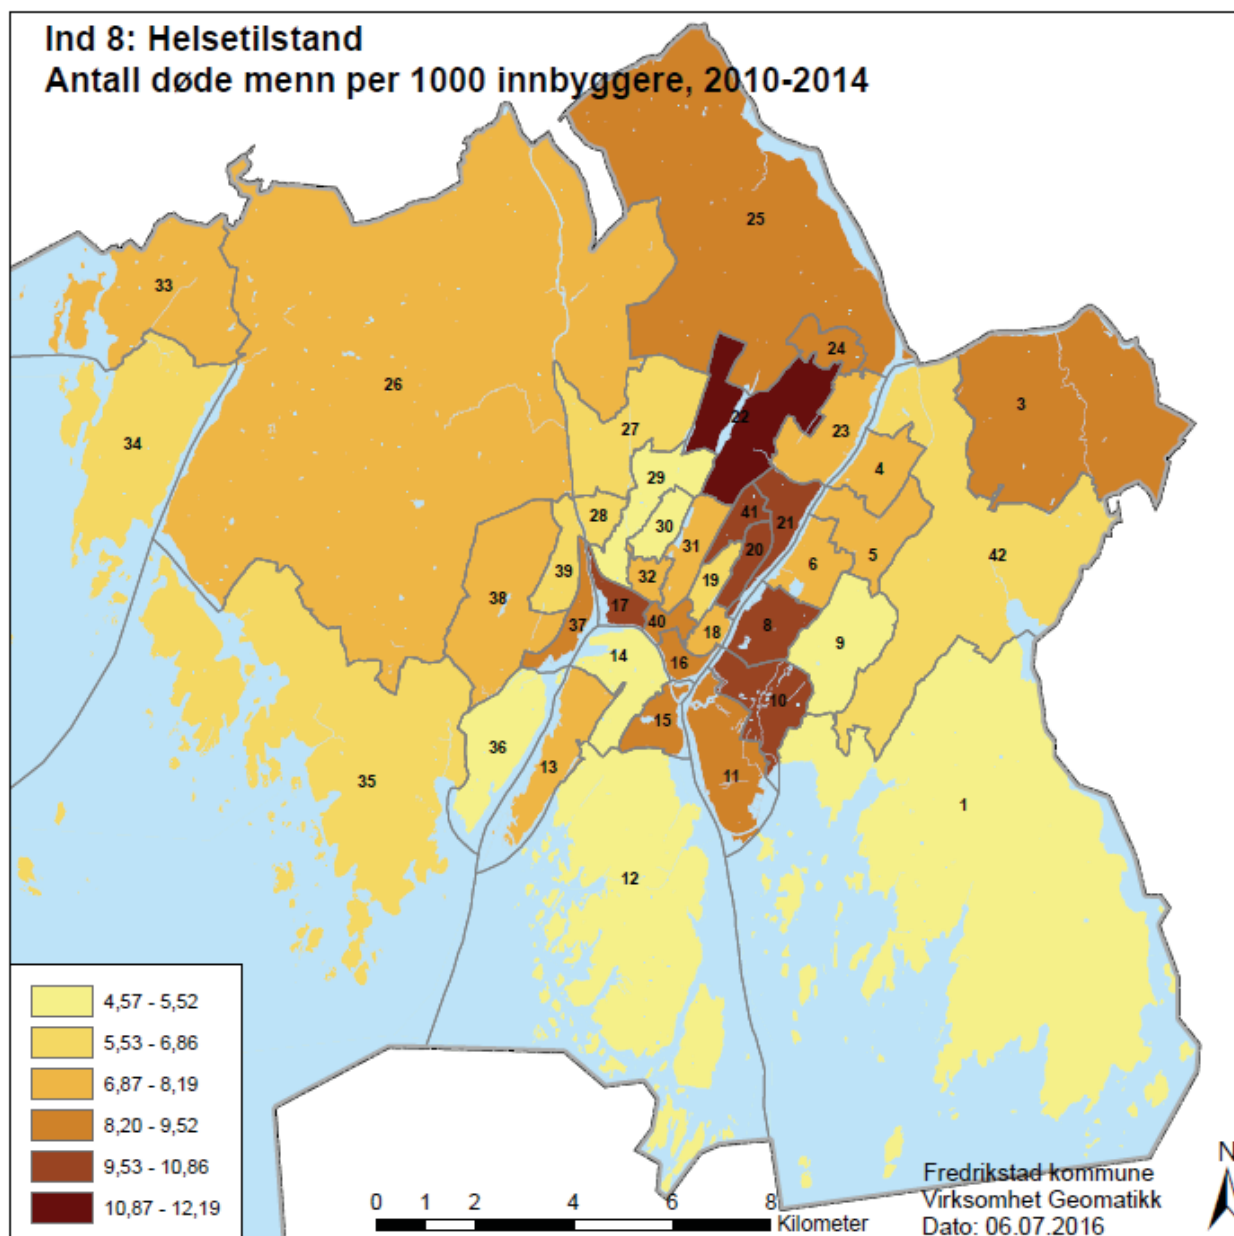 Ind 8: Helsetilstand
Antall døde menn per 1000 innbyggere, 2010-2014
25
33
24
26
3
34
22
27
23
4
29
28
30
41
21
31
20
5
42
6
39
32
19
38
17
40
37
18
8
9
14
16
10
15
36
13
11
35
1
12
4,57 - 5,52
5,53 - 6,86
6,87 - 8,19
8,20 - 9,52
9,53 - 10,86
10,87 - 12,19
0 1 2 4 6 8
Kilometer
N
Fredrikstad kommune
Virksomhet Geomatikk
Dato: 06.07.2016